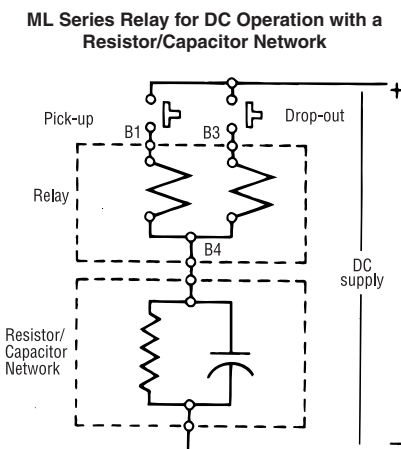 ML Series Relay for DC Operation with a
Resistor/Capacitor Network
+
Pick-up
Drop-out
B1
B3
Relay
B4
DC
supply
Resistor/
Capacitor
Network
−